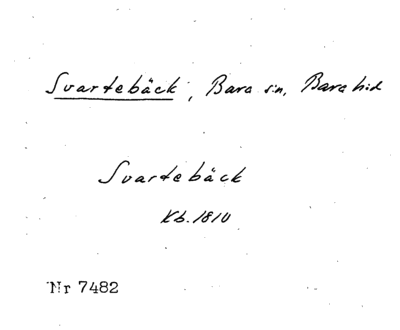 Svartebäck, Bara sn, Bara hd
Svartebäck
Kb. 1810
Nr 7482